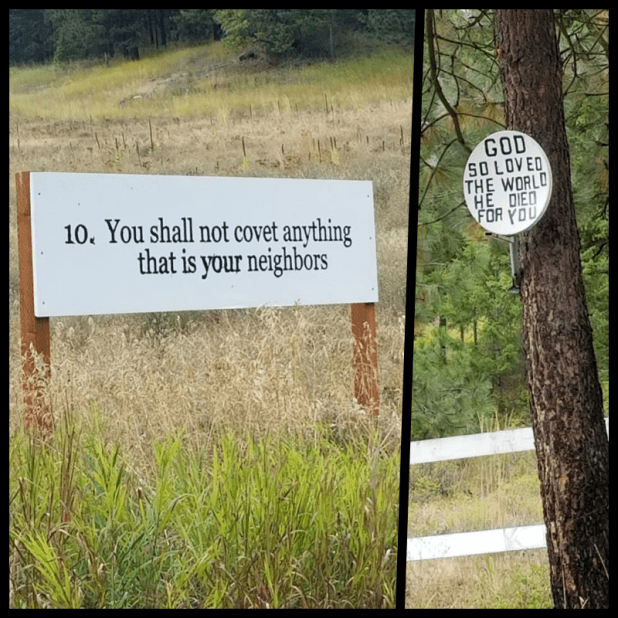 10. You shall not covet anything
that is your neighbors
GOD
SO LOVED
THE WORLD
HE DIED
FOR YOU